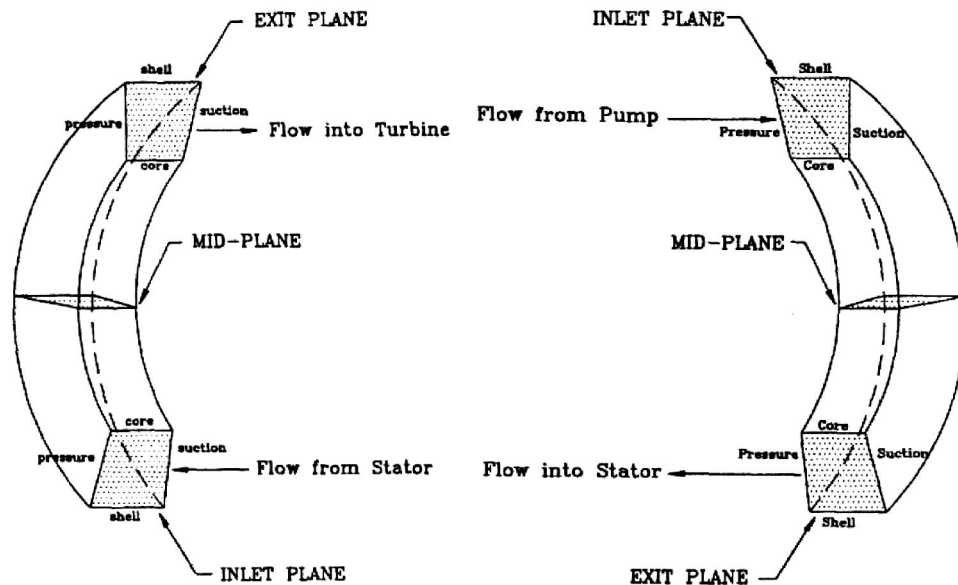 EXIT PLANE
shell
pressure
suction
Flow into Turbine
core
MID-PLANE
core
pressure
suction
Flow from Stator
shell
INLET PLANE
INLET PLANE
Shell
Flow from Pump
Pressure
Suction
Core
MID-PLANE
Core
Pressure
Suction
Flow into Stator
Shell
EXIT PLANE